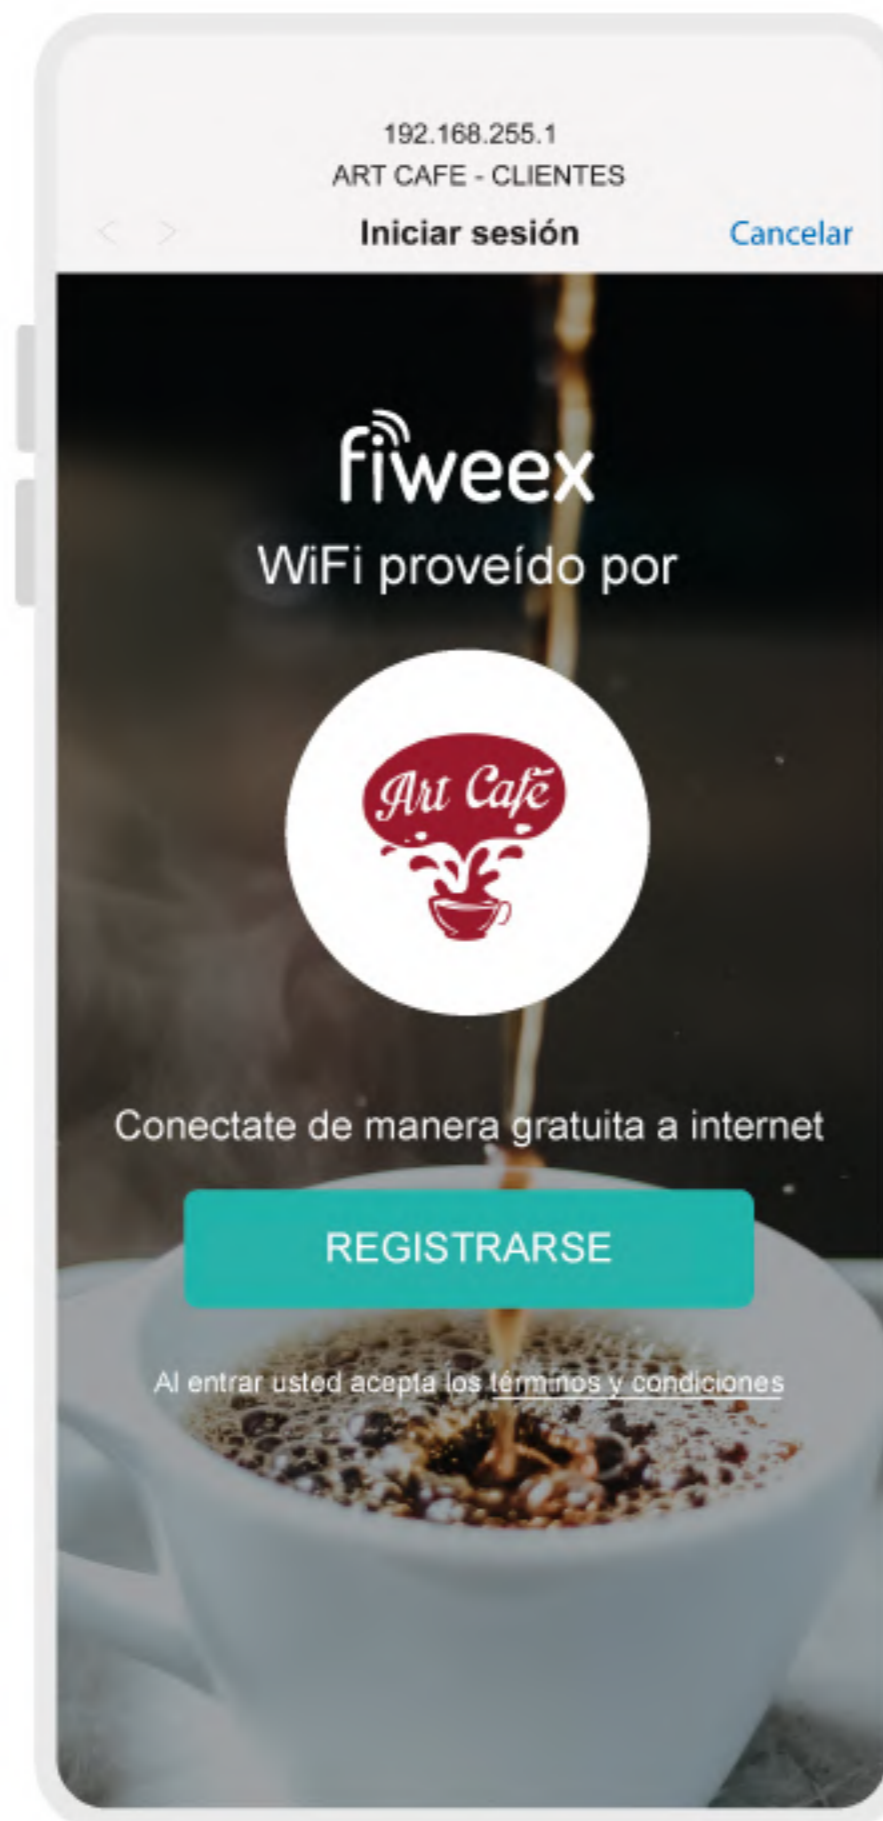 192.168.255.1
ART CAFE - CLIENTES
< > Iniciar sesión Cancelar
fiweex
WiFi proveído por
Art Café
Conectate de manera gratuita a internet
REGISTRARSE
Al entrar usted acepta los términos y condiciones